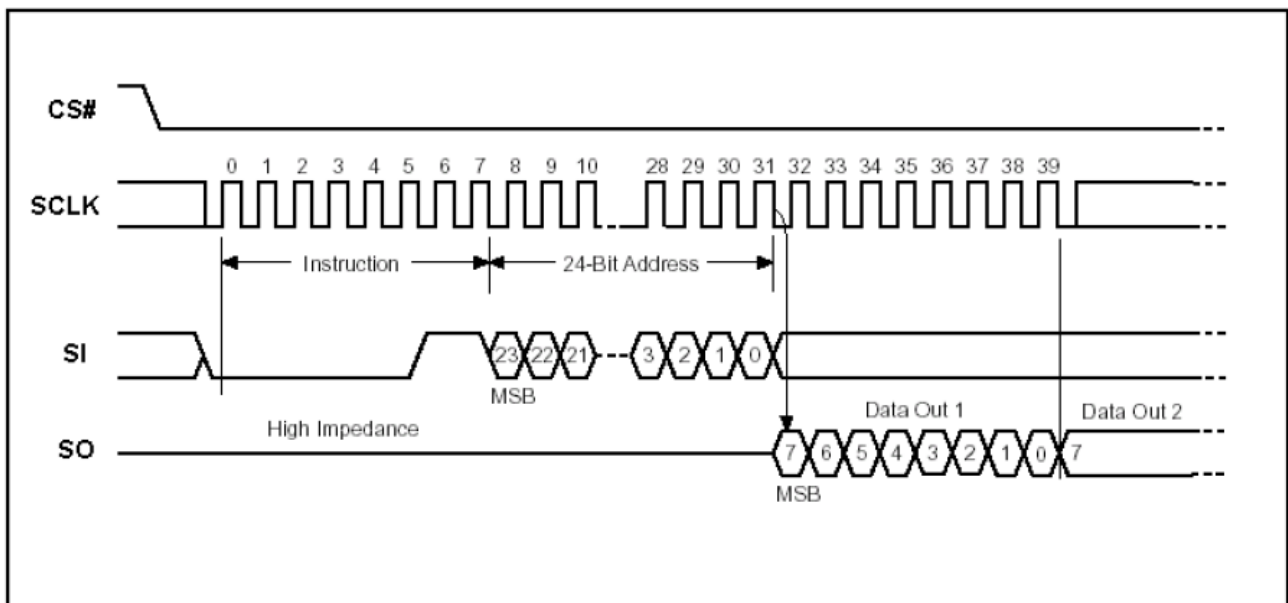 CS#
0 1 2 3 4 5 6 7 8 9 10 28 29 30 31 32 33 34 35 36 37 38 39
SCLK
Instruction 24-Bit Address
SI 23 22 21 3 2 1 0
MSB
High Impedance Data Out 1 Data Out 2
SO 7 6 5 4 3 2 1 0 7
MSB